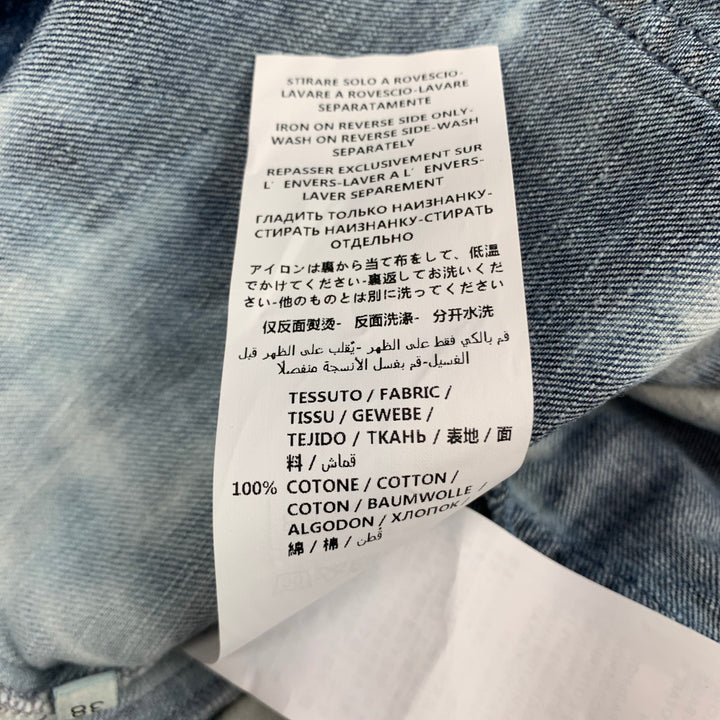 STIRARE SOLO A ROVESCIO-
LAVARE A ROVESCIO-LAVARE
SEPARATAMENTE
IRON ON REVERSE SIDE ONLY-
WASH ON REVERSE SIDE-WASH
SEPARATELY
REPASSER EXCLUSIVEMENT SUR
L' ENVERS-LAVER A L' ENVERS-
LAVER SEPAREMENT
ГЛАДИТЬ ТОЛЬКО НАИЗНАНКУ-
СТИРАТЬ НАИЗНАНКУ-СТИРАТЬ
ОТДЕЛЬНО
アイロンは裏から当て布をして、低温
でかけてください-裏返してお洗いくだ
さい-他のものとは別に洗ってください
仅反面熨烫- 反面洗涤- 分开水洗
قم بالكي فقط على الظهر -يُقلب على الظهر قبل
الغسيل-قم بغسل الأنسجة منفصلا
TESSUTO / FABRIC /
TISSU / GEWEBE /
TEJIDO / ТКАНЬ / 表地 / 面
料 / قماش
100% COTONE / COTTON /
COTON / BAUMWOLLE /
ALGODON / ХЛОПОК /
綿 / 棉 / قطن
38